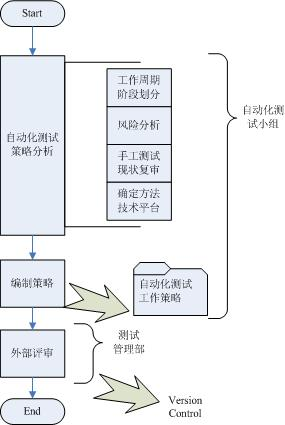 Start
工作周期
阶段划分
风险分析
手工测试
现状复审
确定方法
技术平台
自动化测试
策略分析
自动化测
试小组
编制策略
自动化测试
工作策略
外部评审
测试
管理部
End
Version
Control